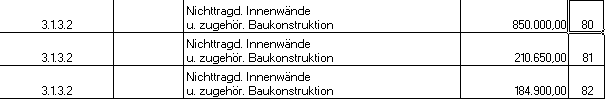 Nichttragd. Innenwände
3.1.3.2 u. zugehör. Baukonstruktion 850.000,00 80
Nichttragd. Innenwände
3.1.3.2 u. zugehör. Baukonstruktion 210.650,00 81
Nichttragd. Innenwände
3.1.3.2 u. zugehör. Baukonstruktion 184.900,00 82